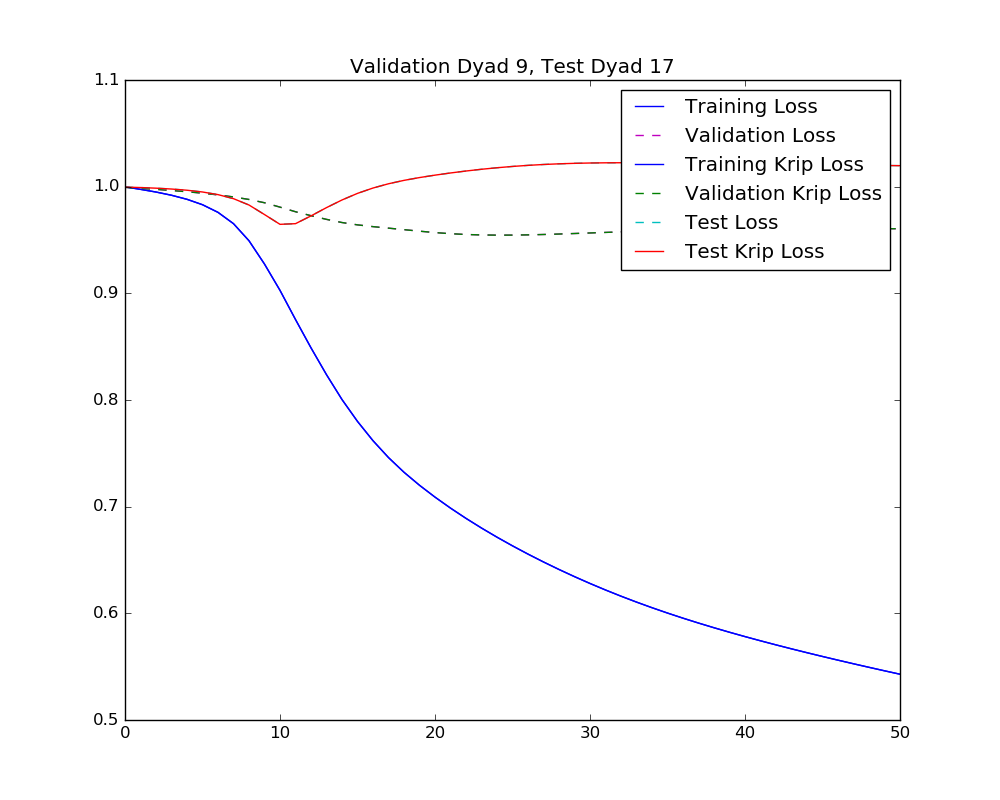 Validation Dyad 9, Test Dyad 17
1.1
1.0
0.9
0.8
0.7
0.6
0.5
0
10
20
30
40
50
Training Loss
Validation Loss
Training Krip Loss
Validation Krip Loss
Test Loss
Test Krip Loss